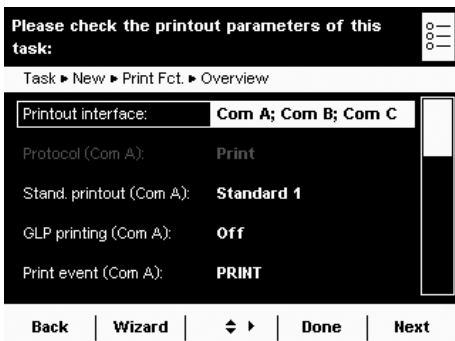 Please check the printout parameters of this
task:
Task ▸ New ▸ Print Fct. ▸ Overview
Printout interface: Com A; Com B; Com C
Protocol (Com A): Print
Stand. printout (Com A): Standard 1
GLP printing (Com A): Off
Print event (Com A): PRINT
Back Wizard Done Next